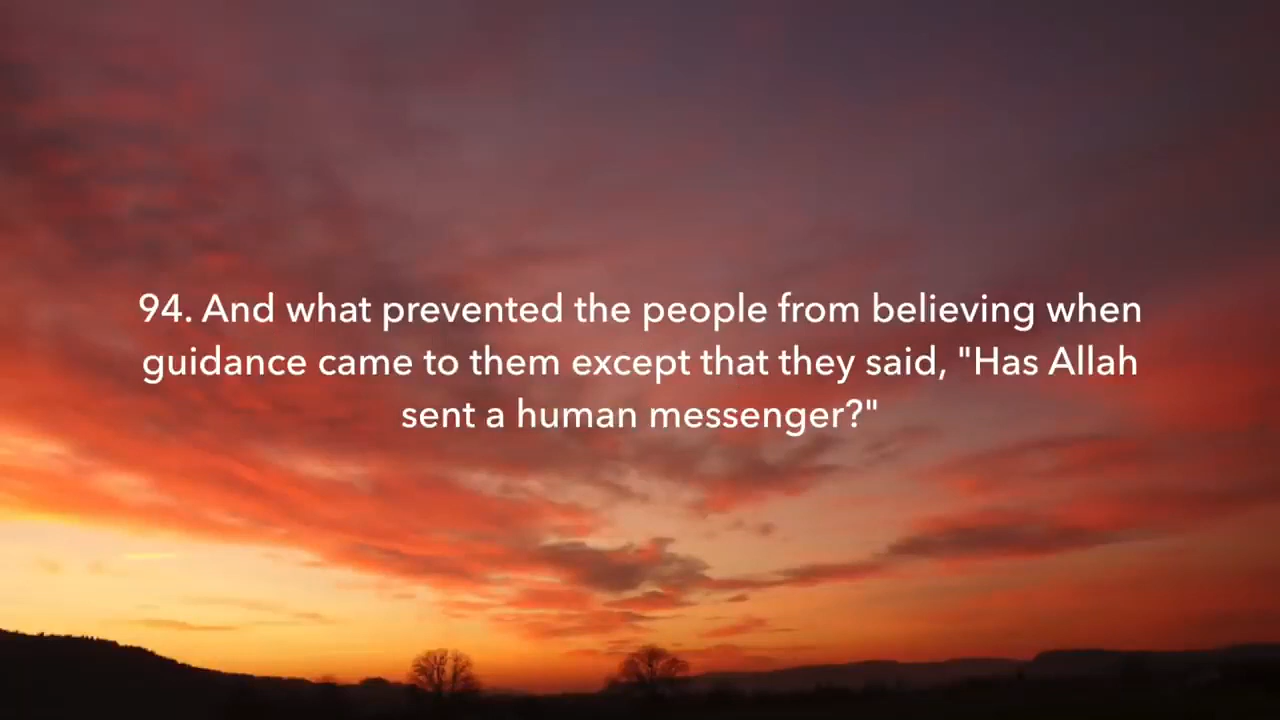 94. And what prevented the people from believing when
guidance came to them except that they said, "Has Allah
sent a human messenger?"